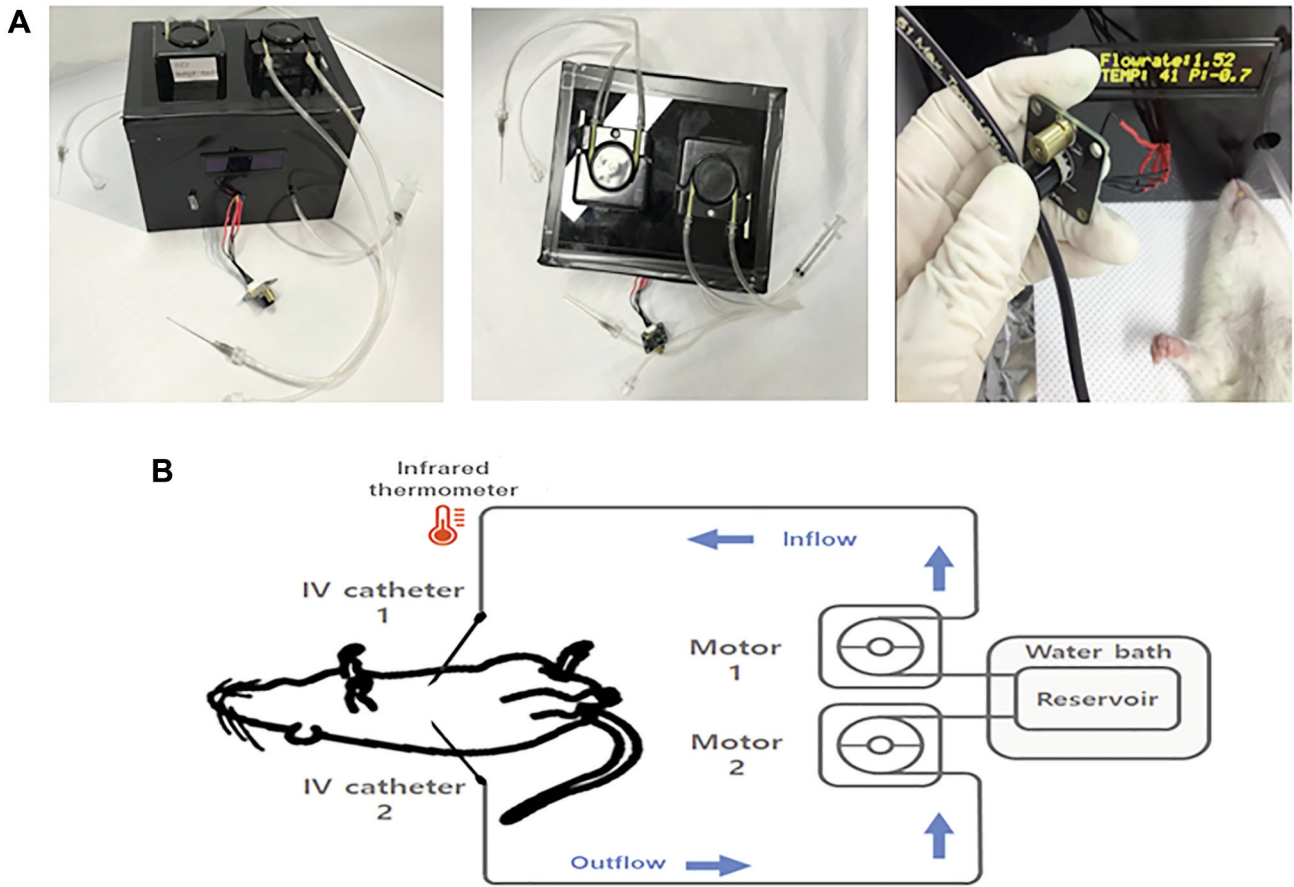 A
Flowrate:1.52
TEMP: 41 P:-0.7
B
Infrared
thermometer
Inflow
IV catheter
1
Motor
1
Water bath
Reservoir
Motor
2
IV catheter
2
Outflow